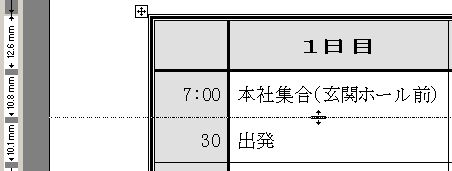 1日目
7:00 本社集合(玄関ホール前)
30 出発
12.6 mm
10.8 mm
10.1 mm